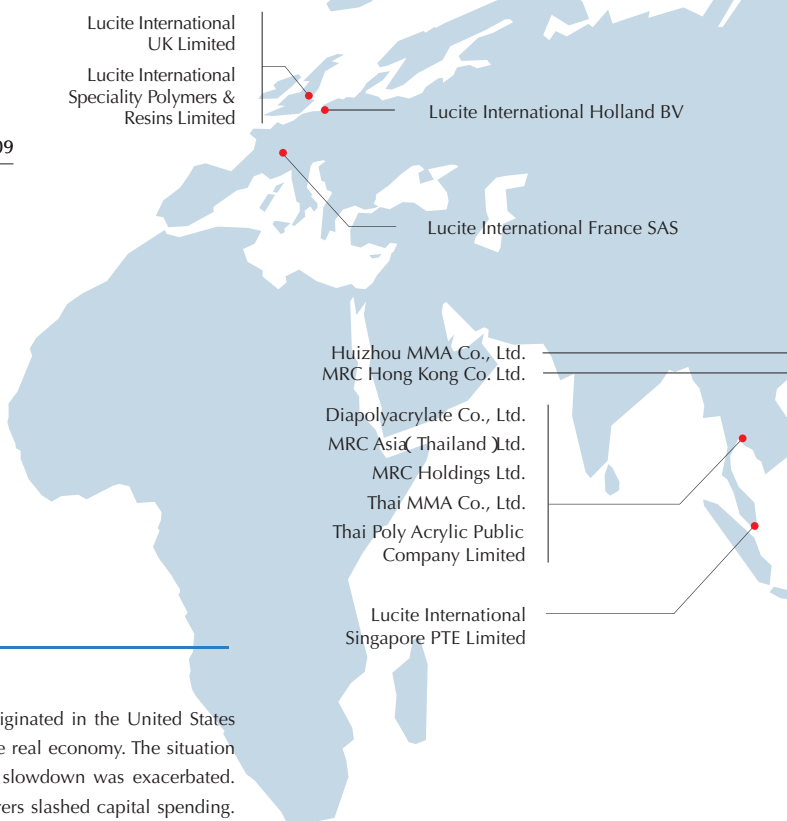 Lucite International
UK Limited
Lucite International
Speciality Polymers &
Resins Limited
Lucite International Holland BV
09
Lucite International France SAS
Huizhou MMA Co., Ltd.
MRC Hong Kong Co. Ltd.
Diapolyacrylate Co., Ltd.
MRC Asia( Thailand )Ltd.
MRC Holdings Ltd.
Thai MMA Co., Ltd.
Thai Poly Acrylic Public
Company Limited
Lucite International
Singapore PTE Limited
iginated in the United States
e real economy. The situation
slowdown was exacerbated.
ers slashed capital spending.